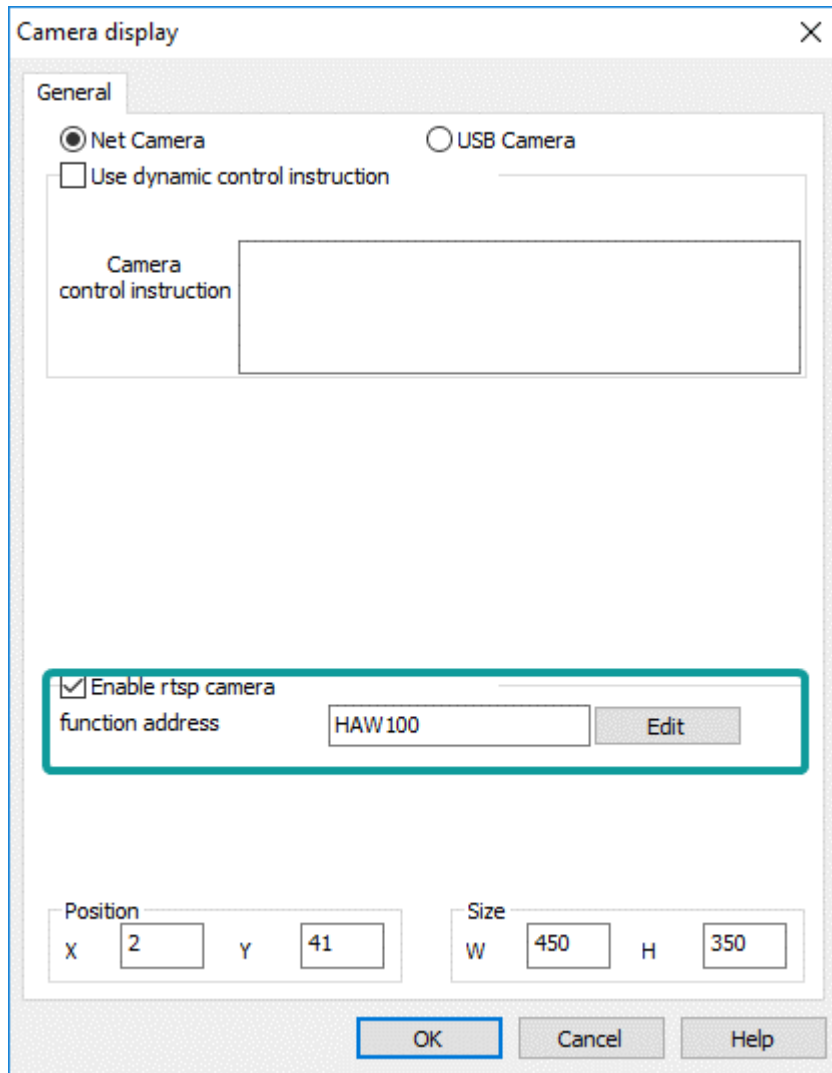 Camera display
General
Net Camera
USB Camera
Use dynamic control instruction
Camera
control instruction
Enable rtsp camera
function address
HAW100
Edit
Position
X 2 Y 41
Size
W 450 H 350
OK
Cancel
Help